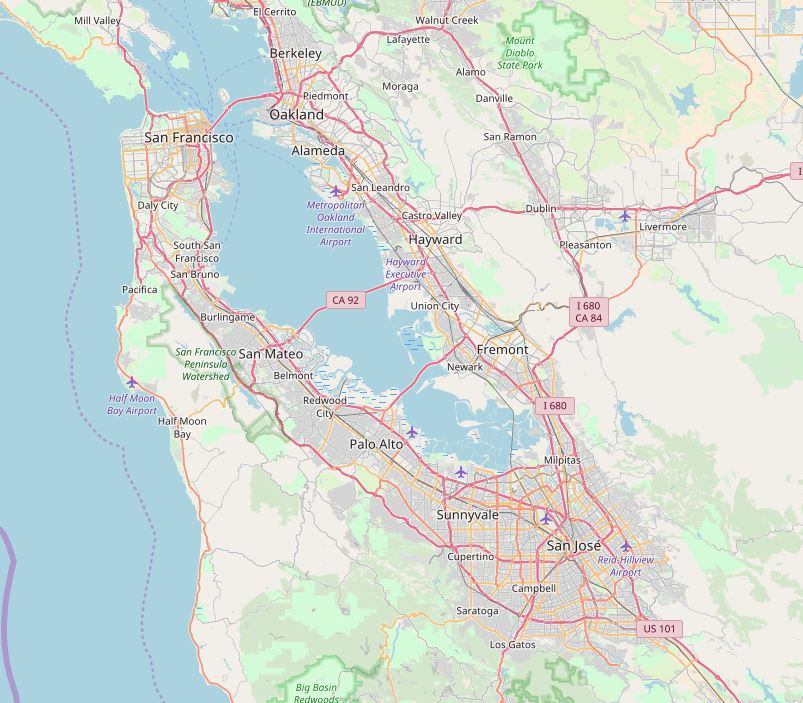 (EBMUD)
El Cerrito
Mill Valley
Walnut Creek
Lafayette
Berkeley
Mount
Diablo
State Park
Alamo
Moraga
Piedmont
Danville
Oakland
San Francisco
San Ramon
Alameda
I
San Leandro
Daly City
Metropolitan
Oakland
International
Airport
Castro Valley
Dublin
Livermore
Hayward
Pleasanton
South San
Francisco
San Bruno
Hayward
Executive
Airport
Pacifica
CA 92
Union City
I 680
CA 84
Burlingame
San Francisco
Peninsula
Watershed
San Mateo
Fremont
Newark
Belmont
Half Moon
Bay Airport
Redwood
City
I 680
Half Moon
Bay
Palo Alto
Milpitas
Sunnyvale
San José
Cupertino
Reid-Hillview
Airport
Campbell
Saratoga
US 101
Los Gatos
Big Basin
Redwoods